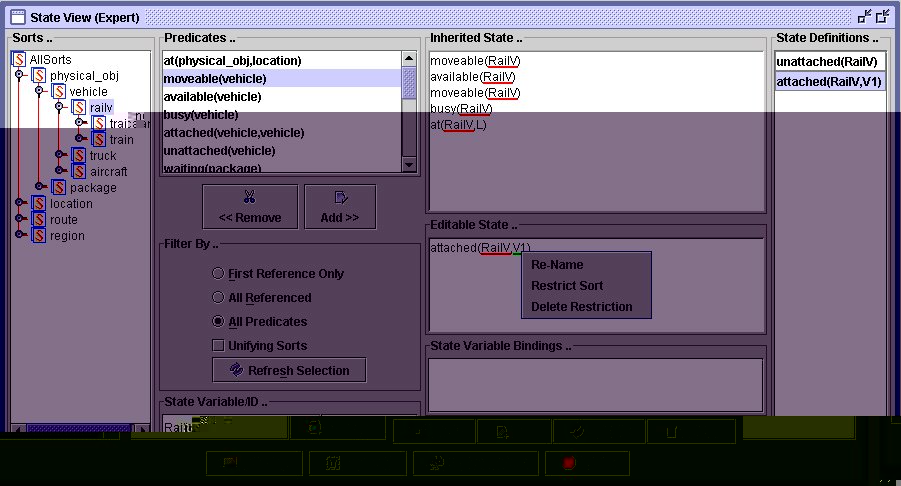 State View (Expert)
Sorts ..
AllSorts
physical_obj
vehicle
railv
train
truck
aircraft
package
location
route
region
Predicates ..
at(physical_obj,location)
moveable(vehicle)
available(vehicle)
busy(vehicle)
attached(vehicle,vehicle)
unattached(vehicle)
waiting(package)
<< Remove
Add >>
Filter By ..
First Reference Only
All Referenced
All Predicates
Unifying Sorts
Refresh Selection
State Variable/ID ..
Inherited State ..
moveable(RailV)
available(RailV)
moveable(RailV)
busy(RailV)
at(RailV,L)
Editable State ..
attached(RailV,V1)
Re-Name
Restrict Sort
Delete Restriction
State Variable Bindings ..
State Definitions ..
unattached(RailV)
attached(RailV,V1)